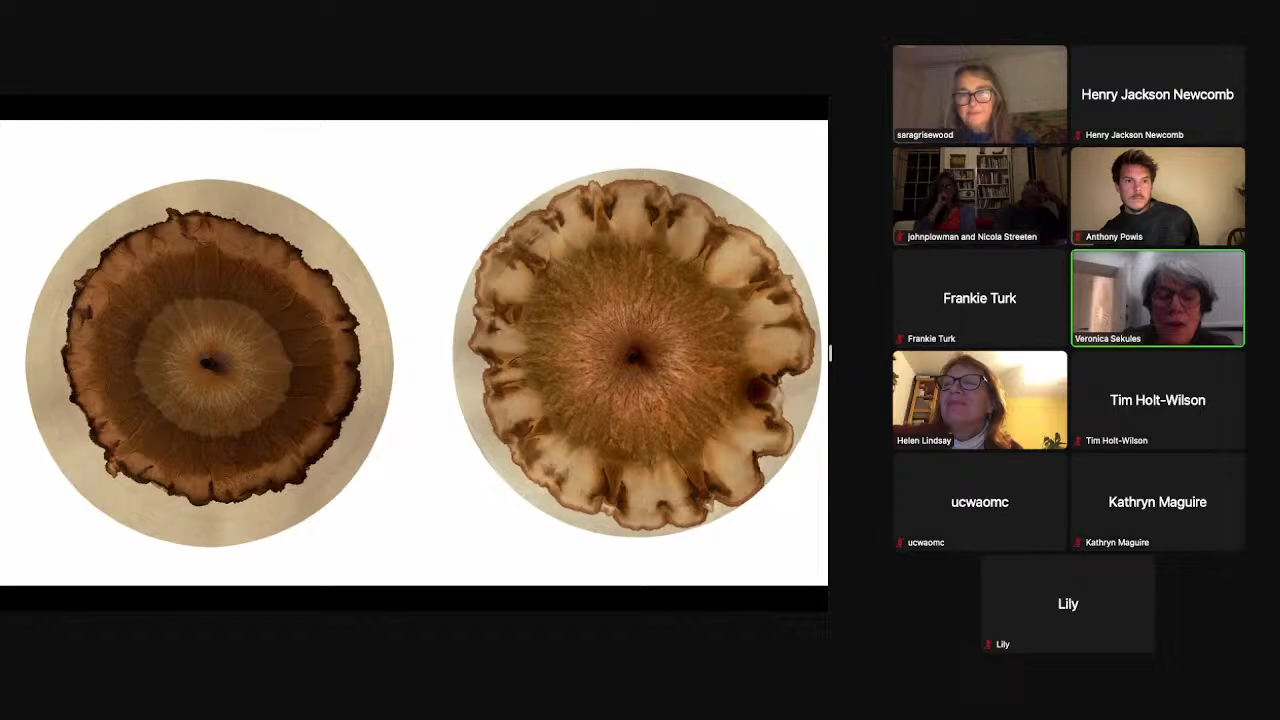 saragrisewood
Henry Jackson Newcomb
Henry Jackson Newcomb
johnplowman and Nicola Streeten
Anthony Powis
Frankie Turk
Frankie Turk
Veronica Sekules
Helen Lindsay
Tim Holt-Wilson
Tim Holt-Wilson
ucwaomc
ucwaomc
Kathryn Maguire
Kathryn Maguire
Lily
Lily